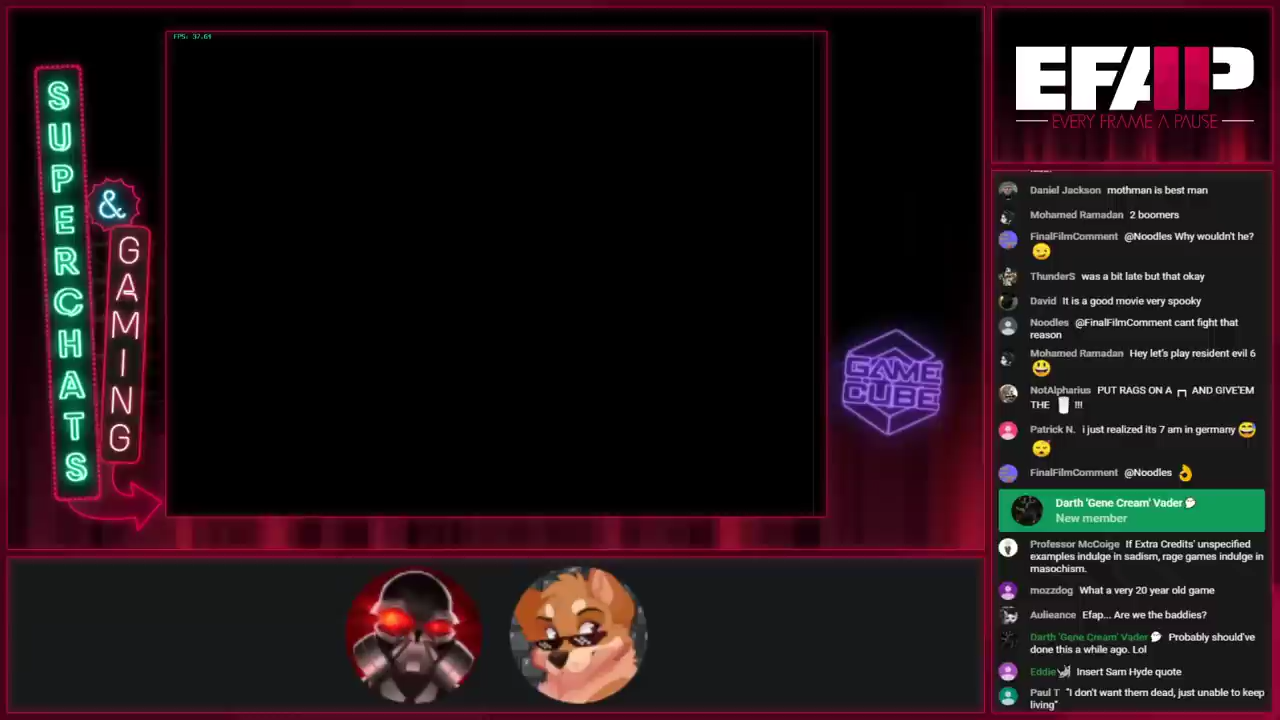 FPS: 37.64
SUPERCHATS
&
GAMING
GAME
CUBE
EFAP
EVERY FRAME A PAUSE
Daniel Jackson mothman is best man
Mohamed Ramadan 2 boomers
FinalFilmComment @Noodles Why wouldn't he?
😏
ThunderS was a bit late but that okay
David It is a good movie very spooky
Noodles @FinalFilmComment cant fight that
reason
Mohamed Ramadan Hey let's play resident evil 6
😃
NotAlpharius PUT RAGS ON A AND GIVE'EM
THE !!!
Patrick N. i just realized its 7 am in germany 😅
😴
FinalFilmComment @Noodles 👌
Darth 'Gene Cream' Vader
New member
Professor McCoige If Extra Credits' unspecified
examples indulge in sadism, rage games indulge in
masochism.
mozzdog What a very 20 year old game
Aulieance Efap... Are we the baddies?
Darth 'Gene Cream' Vader Probably should've
done this a while ago. Lol
Eddie Insert Sam Hyde quote
Paul T "I don't want them dead, just unable to keep
living"